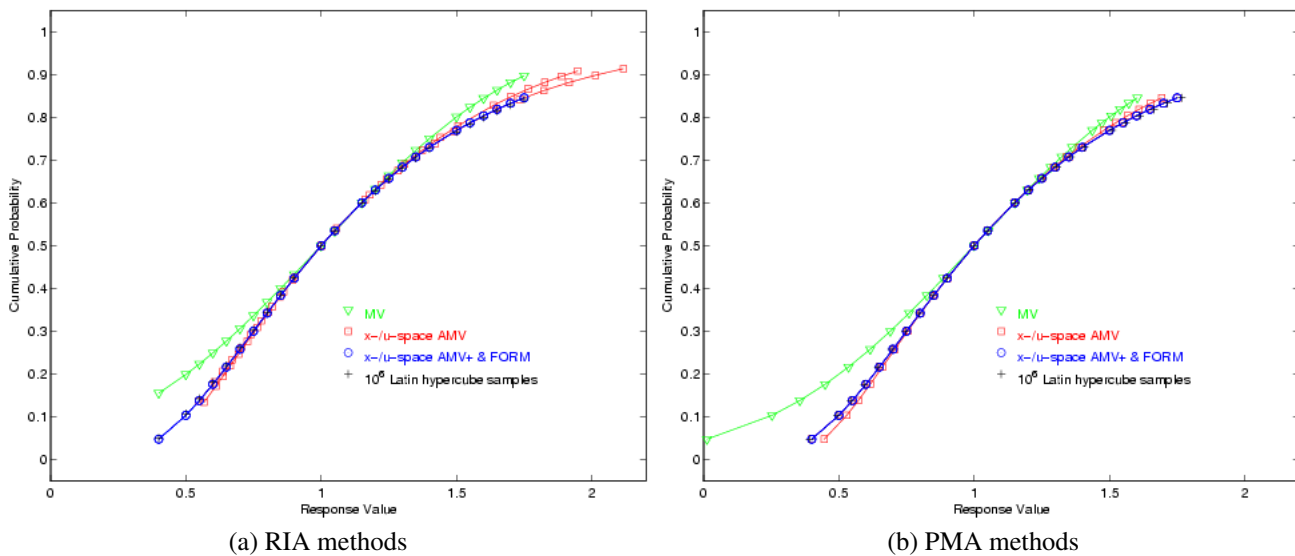 1
0.9
0.8
0.7
0.6
0.5
0.4
0.3
0.2
0.1
0
Cumulative Probability
MV
x-/u-space AMV
x-/u-space AMV+ & FORM
10^6 Latin hypercube samples
0 0.5 1 1.5 2
Response Value
(a) RIA methods
1
0.9
0.8
0.7
0.6
0.5
0.4
0.3
0.2
0.1
0
Cumulative Probability
MV
x-/u-space AMV
x-/u-space AMV+ & FORM
10^6 Latin hypercube samples
0 0.5 1 1.5 2
Response Value
(b) PMA methods